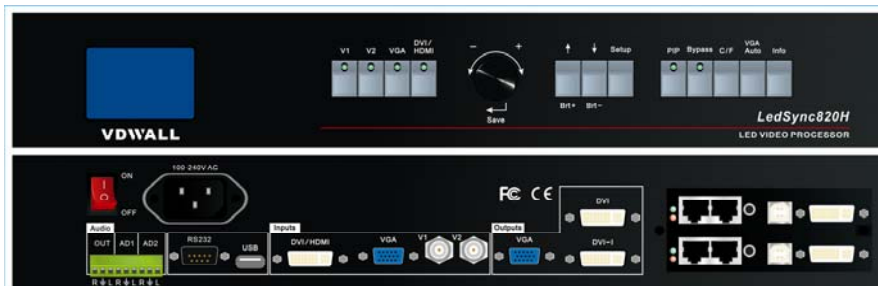 V1 V2 VGA DVI/HDMI
− +
Save
↑ ↓ Setup
Brt+ Brt−
PIP Bypass C/F VGA Auto Info
VDWALL
LedSync820H
LED VIDEO PROCESSOR
ON
OFF
100-240V AC
FC CE
Audio
OUT AD1 AD2
R L R L R L
RS232
USB
Inputs
DVI/HDMI
VGA
V1 V2
Outputs
VGA
DVI
DVI-I